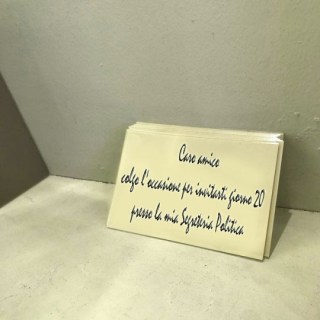 Caro amico
colgo l'occasione per invitarti giorno 20
presso la mia Segreteria Politica